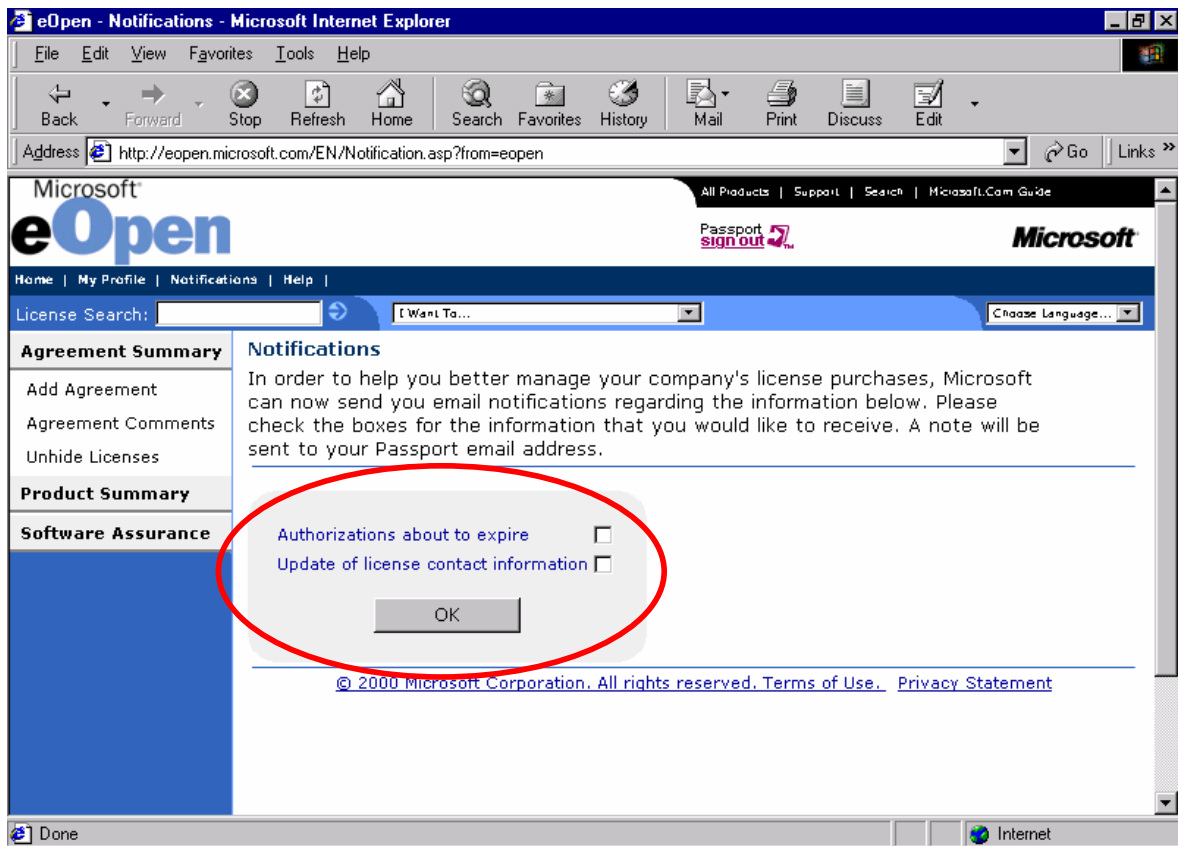 eOpen - Notifications - Microsoft Internet Explorer
File Edit View Favorites Tools Help
Back Forward Stop Refresh Home Search Favorites History Mail Print Discuss Edit
Address http://eopen.microsoft.com/EN/Notification.asp?from=eopen Go Links »
Microsoft
eOpen
All Products | Support | Search | Microsoft.Com Guide
Passport
sign out
Microsoft
Home | My Profile | Notifications | Help |
License Search: I Want To... Choose Language...
Agreement Summary
Add Agreement
Agreement Comments
Unhide Licenses
Product Summary
Software Assurance
Notifications
In order to help you better manage your company's license purchases, Microsoft
can now send you email notifications regarding the information below. Please
check the boxes for the information that you would like to receive. A note will be
sent to your Passport email address.
Authorizations about to expire
Update of license contact information
OK
© 2000 Microsoft Corporation. All rights reserved. Terms of Use. Privacy Statement
Done Internet